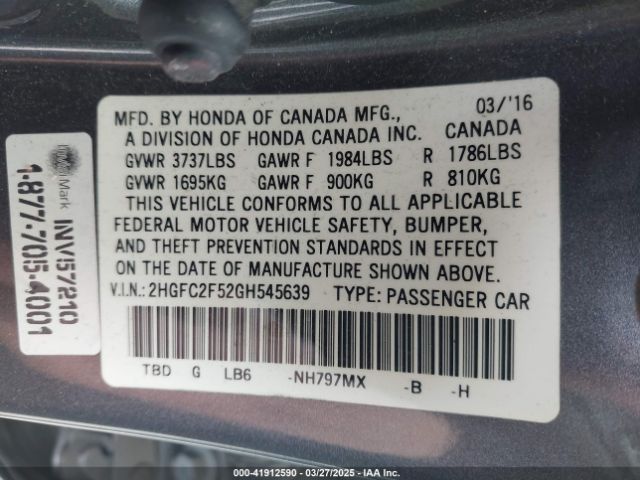 MFD. BY HONDA OF CANADA MFG., 03/'16
A DIVISION OF HONDA CANADA INC. CANADA
GVWR 3737LBS GAWR F 1984LBS R 1786LBS
GVWR 1695KG GAWR F 900KG R 810KG
THIS VEHICLE CONFORMS TO ALL APPLICABLE
FEDERAL MOTOR VEHICLE SAFETY, BUMPER,
AND THEFT PREVENTION STANDARDS IN EFFECT
ON THE DATE OF MANUFACTURE SHOWN ABOVE.
V.I.N.: 2HGFC2F52GH545639 TYPE: PASSENGER CAR
TBD G LB6 -NH797MX -B -H
Mark INV57210
1-877-705-4001
000-41912590 — 03/27/2025 — IAA Inc.